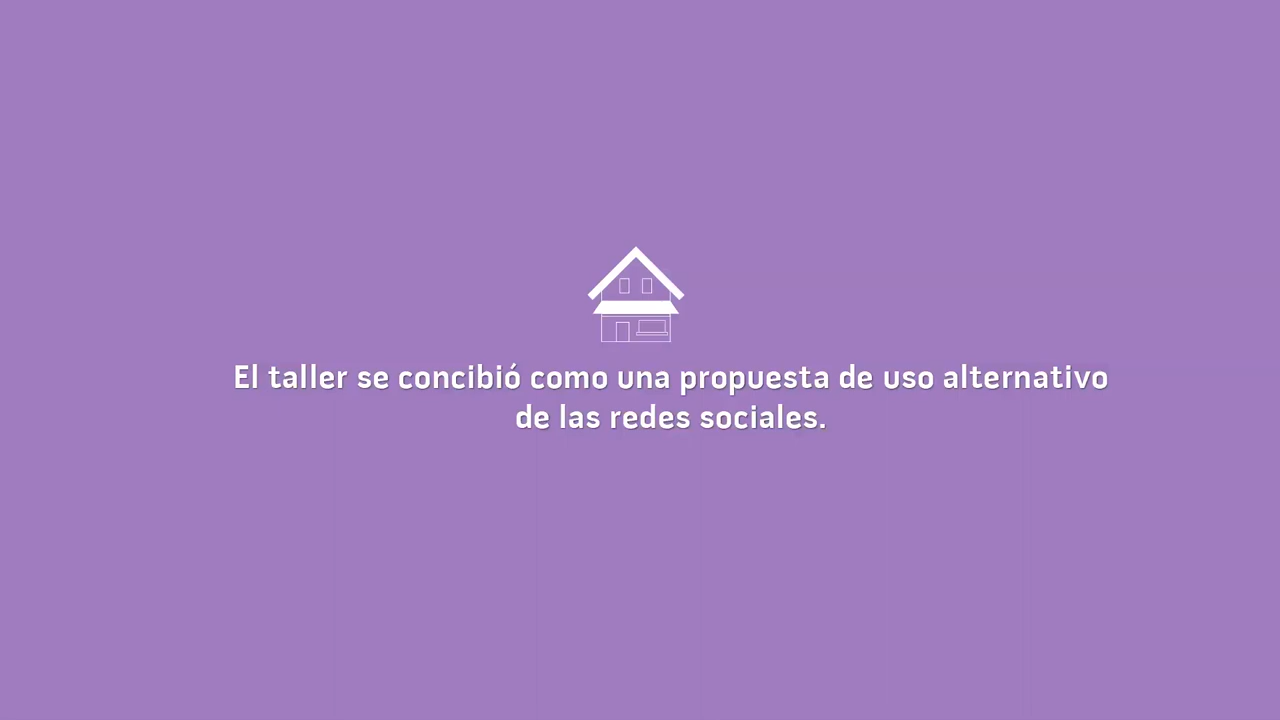 El taller se concibió como una propuesta de uso alternativo
de las redes sociales.